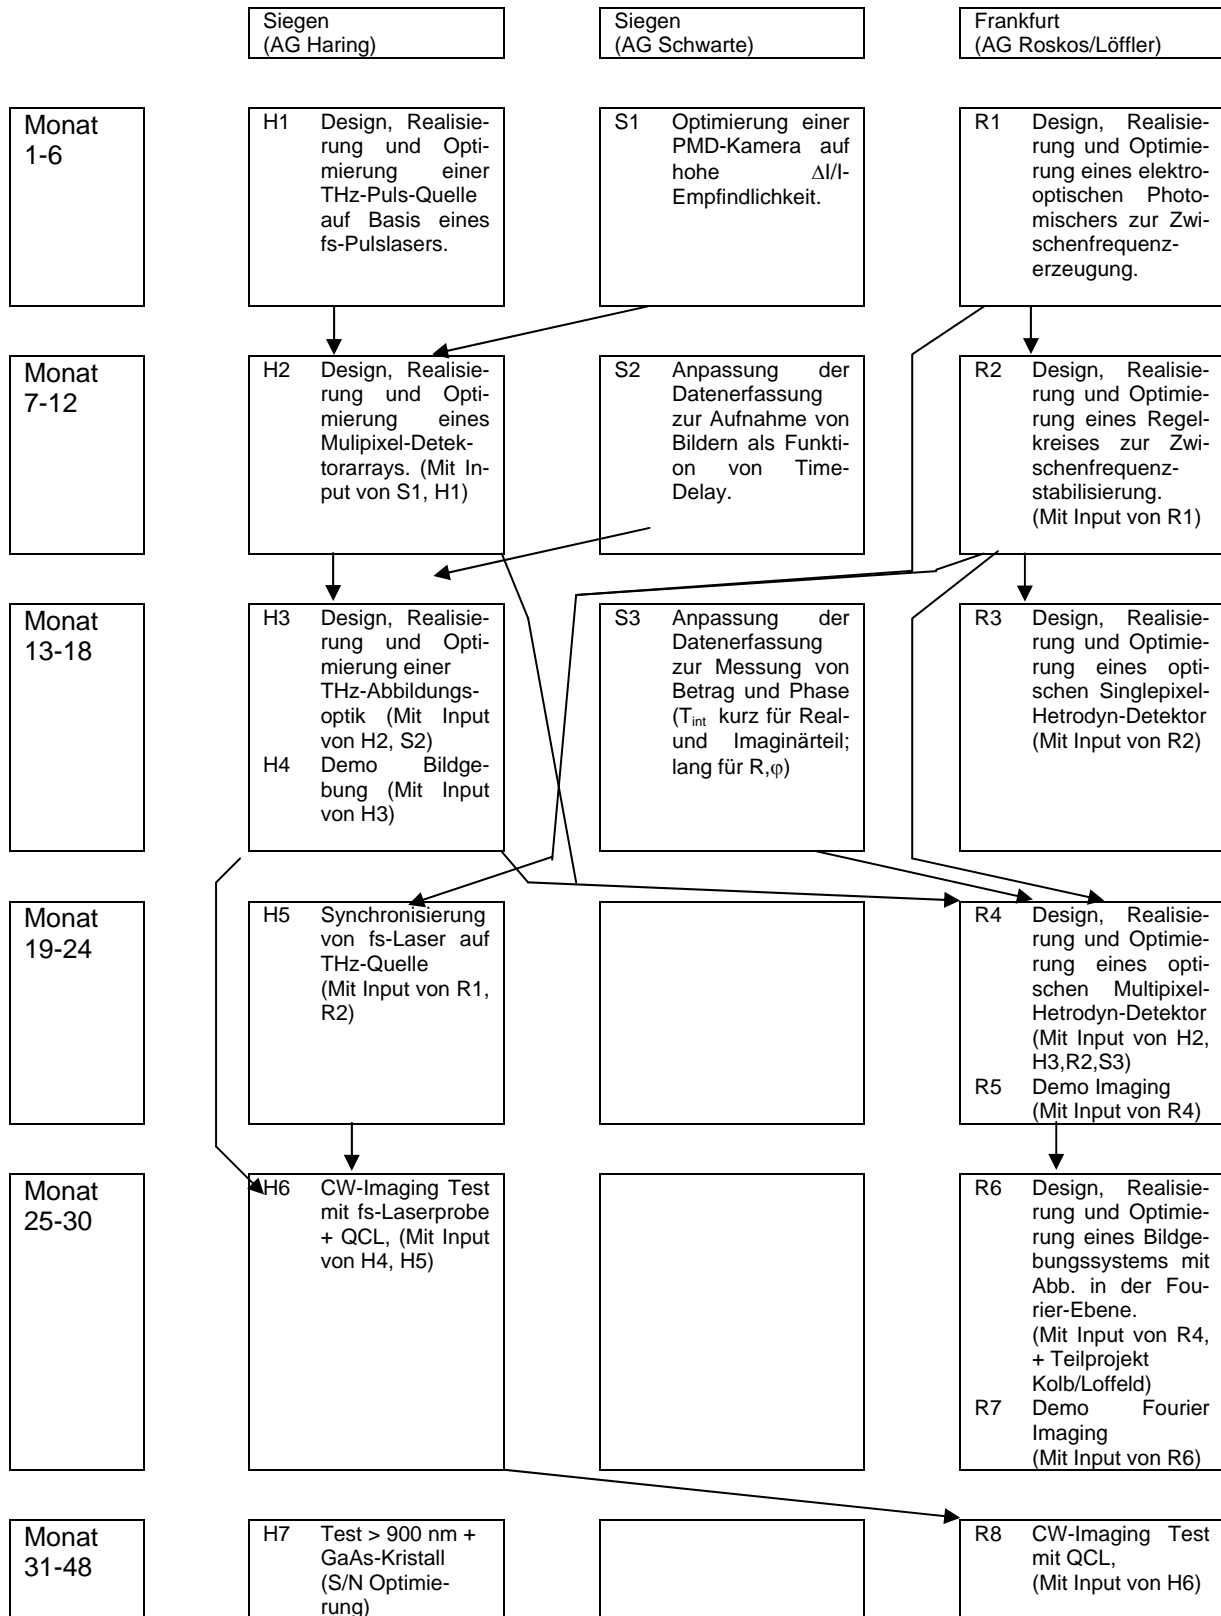 Siegen
(AG Haring)
Siegen
(AG Schwarte)
Frankfurt
(AG Roskos/Löffler)
Monat
1-6
H1 Design, Realisie-
rung und Opti-
mierung einer
THz-Puls-Quelle
auf Basis eines
fs-Pulslasers.
S1 Optimierung einer
PMD-Kamera auf
hohe ΔI/I-
Empfindlichkeit.
R1 Design, Realisie-
rung und Optimie-
rung eines elektro-
optischen Photo-
mischers zur Zwi-
schenfrequenz-
erzeugung.
Monat
7-12
H2 Design, Realisie-
rung und Opti-
mierung eines
Mulipixel-Detek-
torarrays. (Mit In-
put von S1, H1)
S2 Anpassung der
Datenerfassung
zur Aufnahme von
Bildern als Funkti-
on von Time-
Delay.
R2 Design, Realisie-
rung und Optimie-
rung eines Regel-
kreises zur Zwi-
schenfrequenz-
stabilisierung.
(Mit Input von R1)
Monat
13-18
H3 Design, Realisie-
rung und Opti-
mierung einer
THz-Abbildungs-
optik (Mit Input
von H2, S2)
H4 Demo Bildge-
bung (Mit Input
von H3)
S3 Anpassung der
Datenerfassung
zur Messung von
Betrag und Phase
(Tint kurz für Real-
und Imaginärteil;
lang für R,φ)
R3 Design, Realisie-
rung und Optimie-
rung eines opti-
schen Singlepixel-
Hetrodyn-Detektor
(Mit Input von R2)
Monat
19-24
H5 Synchronisierung
von fs-Laser auf
THz-Quelle
(Mit Input von R1,
R2)
R4 Design, Realisie-
rung und Optimie-
rung eines opti-
schen Multipixel-
Hetrodyn-Detektor
(Mit Input von H2,
H3,R2,S3)
R5 Demo Imaging
(Mit Input von R4)
Monat
25-30
H6 CW-Imaging Test
mit fs-Laserprobe
+ QCL, (Mit Input
von H4, H5)
R6 Design, Realisie-
rung und Optimie-
rung eines Bildge-
bungssystems mit
Abb. in der Fou-
rier-Ebene.
(Mit Input von R4,
+ Teilprojekt
Kolb/Loffeld)
R7 Demo Fourier
Imaging
(Mit Input von R6)
Monat
31-48
H7 Test > 900 nm +
GaAs-Kristall
(S/N Optimie-
rung)
R8 CW-Imaging Test
mit QCL,
(Mit Input von H6)